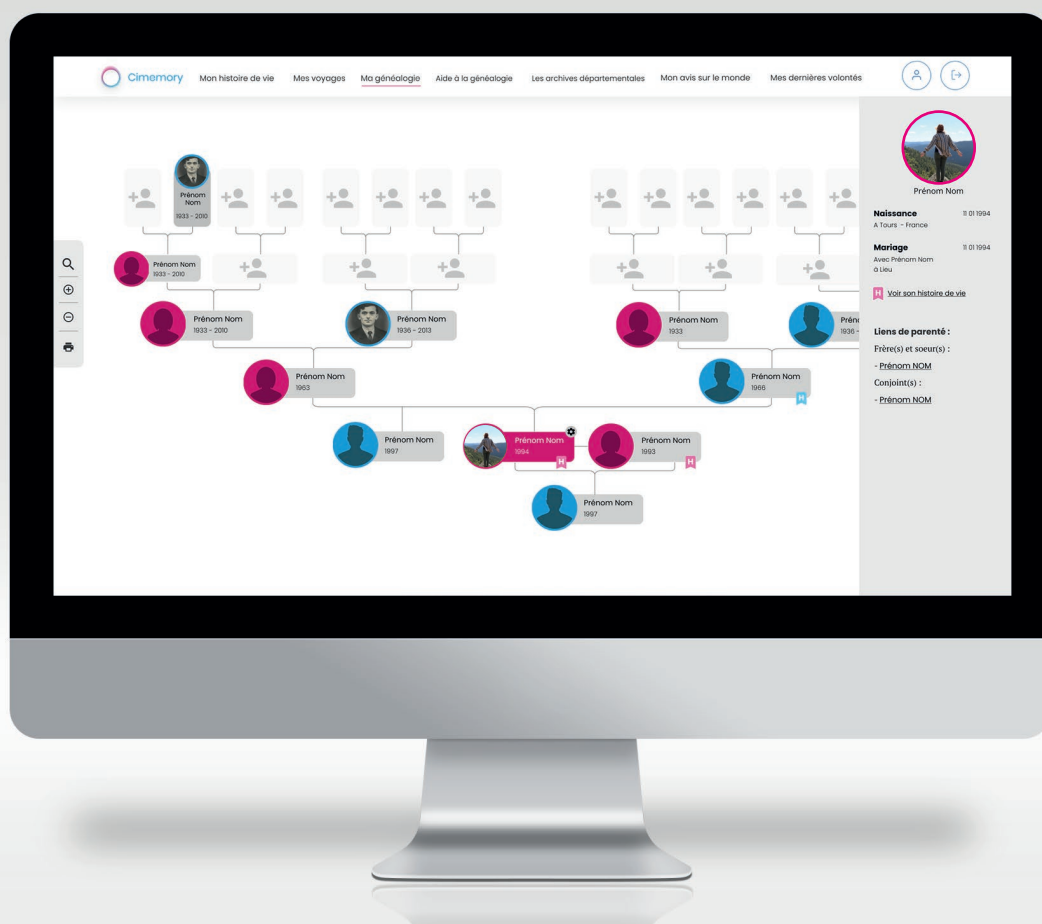 Cimemory
Mon histoire de vie
Mes voyages
Ma généalogie
Aide à la généalogie
Les archives départementales
Mon avis sur le monde
Mes dernières volontés
Prénom
Nom
1933 - 2010
Prénom Nom
1933 - 2010
Prénom Nom
1933 - 2010
Prénom Nom
1936 - 2013
Prénom Nom
1933
Prén
1936 -
Prénom Nom
1963
Prénom Nom
1966
H
Prénom Nom
1997
Prénom Nom
1994
H
Prénom Nom
1993
H
Prénom Nom
1997
Prénom Nom
Naissance 11 01 1994
A Tours - France
Mariage 11 01 1994
Avec Prénom Nom
à Lieu
H Voir son histoire de vie
Liens de parenté :
Frère(s) et soeur(s) :
- Prénom NOM
Conjoint(s) :
- Prénom NOM